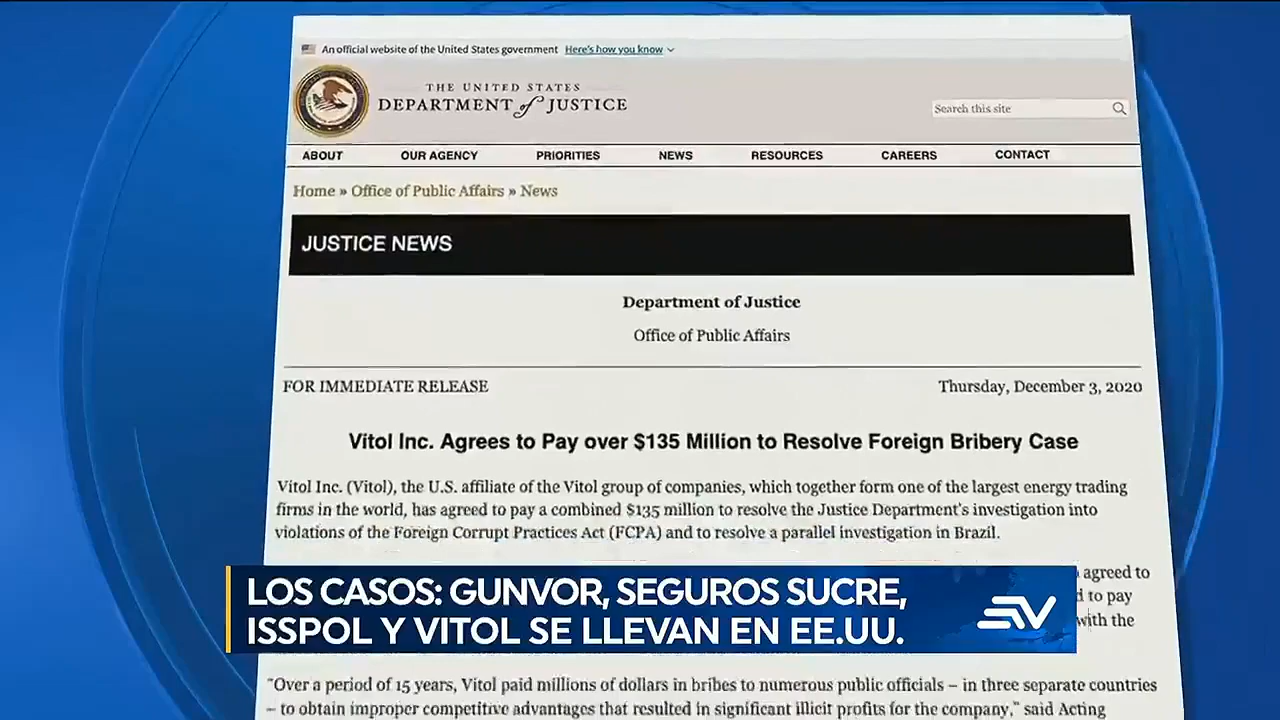 An official website of the United States government Here's how you know
THE UNITED STATES
DEPARTMENT of JUSTICE
Search this site
ABOUT OUR AGENCY PRIORITIES NEWS RESOURCES CAREERS CONTACT
Home » Office of Public Affairs » News
JUSTICE NEWS
Department of Justice
Office of Public Affairs
FOR IMMEDIATE RELEASE Thursday, December 3, 2020
Vitol Inc. Agrees to Pay over $135 Million to Resolve Foreign Bribery Case
Vitol Inc. (Vitol), the U.S. affiliate of the Vitol group of companies, which together form one of the largest energy trading
firms in the world, has agreed to pay a combined $135 million to resolve the Justice Department's investigation into
violations of the Foreign Corrupt Practices Act (FCPA) and to resolve a parallel investigation in Brazil.
agreed to
to pay
with the
LOS CASOS: GUNVOR, SEGUROS SUCRE,
ISSPOL Y VITOL SE LLEVAN EN EE.UU.
"Over a period of 15 years, Vitol paid millions of dollars in bribes to numerous public officials – in three separate countries
– to obtain improper competitive advantages that resulted in significant illicit profits for the company," said Acting